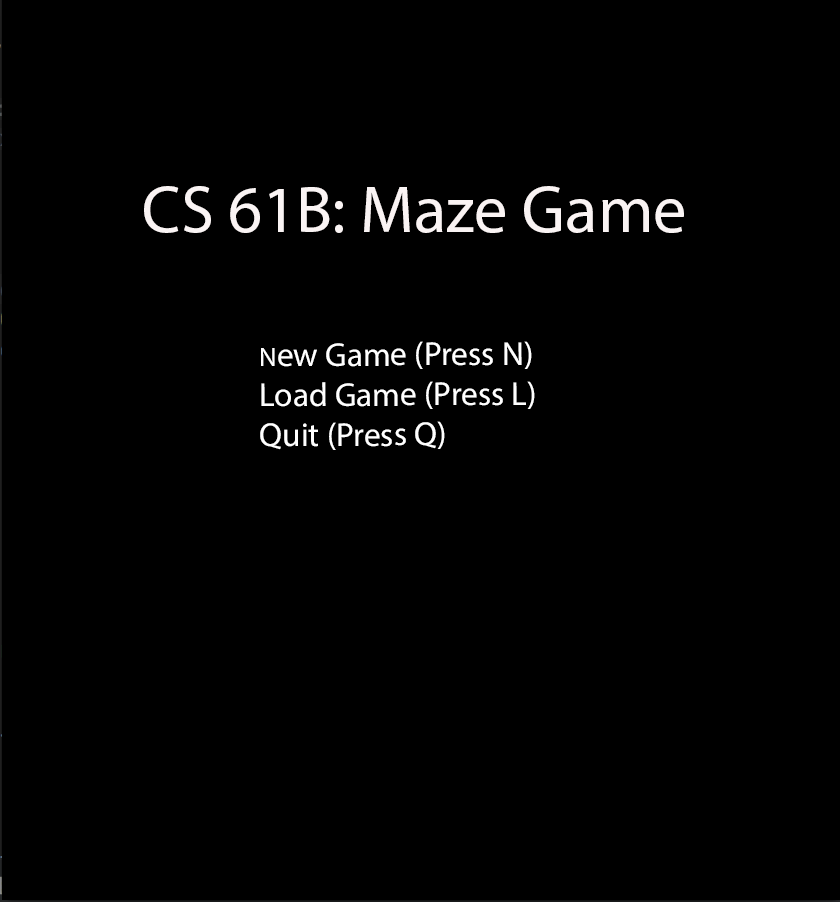 CS 61B: Maze Game
New Game (Press N)
Load Game (Press L)
Quit (Press Q)